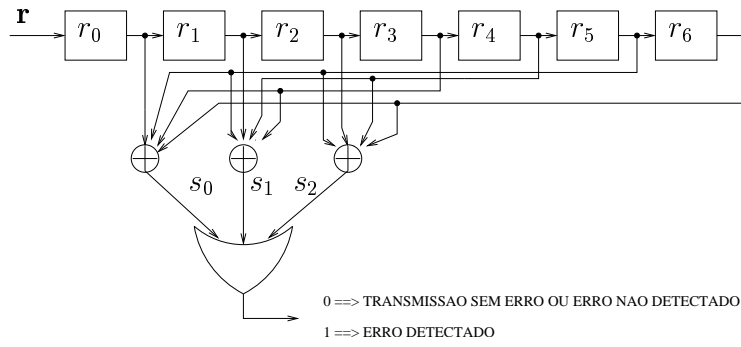 r
r0 r1 r2 r3 r4 r5 r6
s0 s1 s2
0 ==> TRANSMISSAO SEM ERRO OU ERRO NAO DETECTADO
1 ==> ERRO DETECTADO